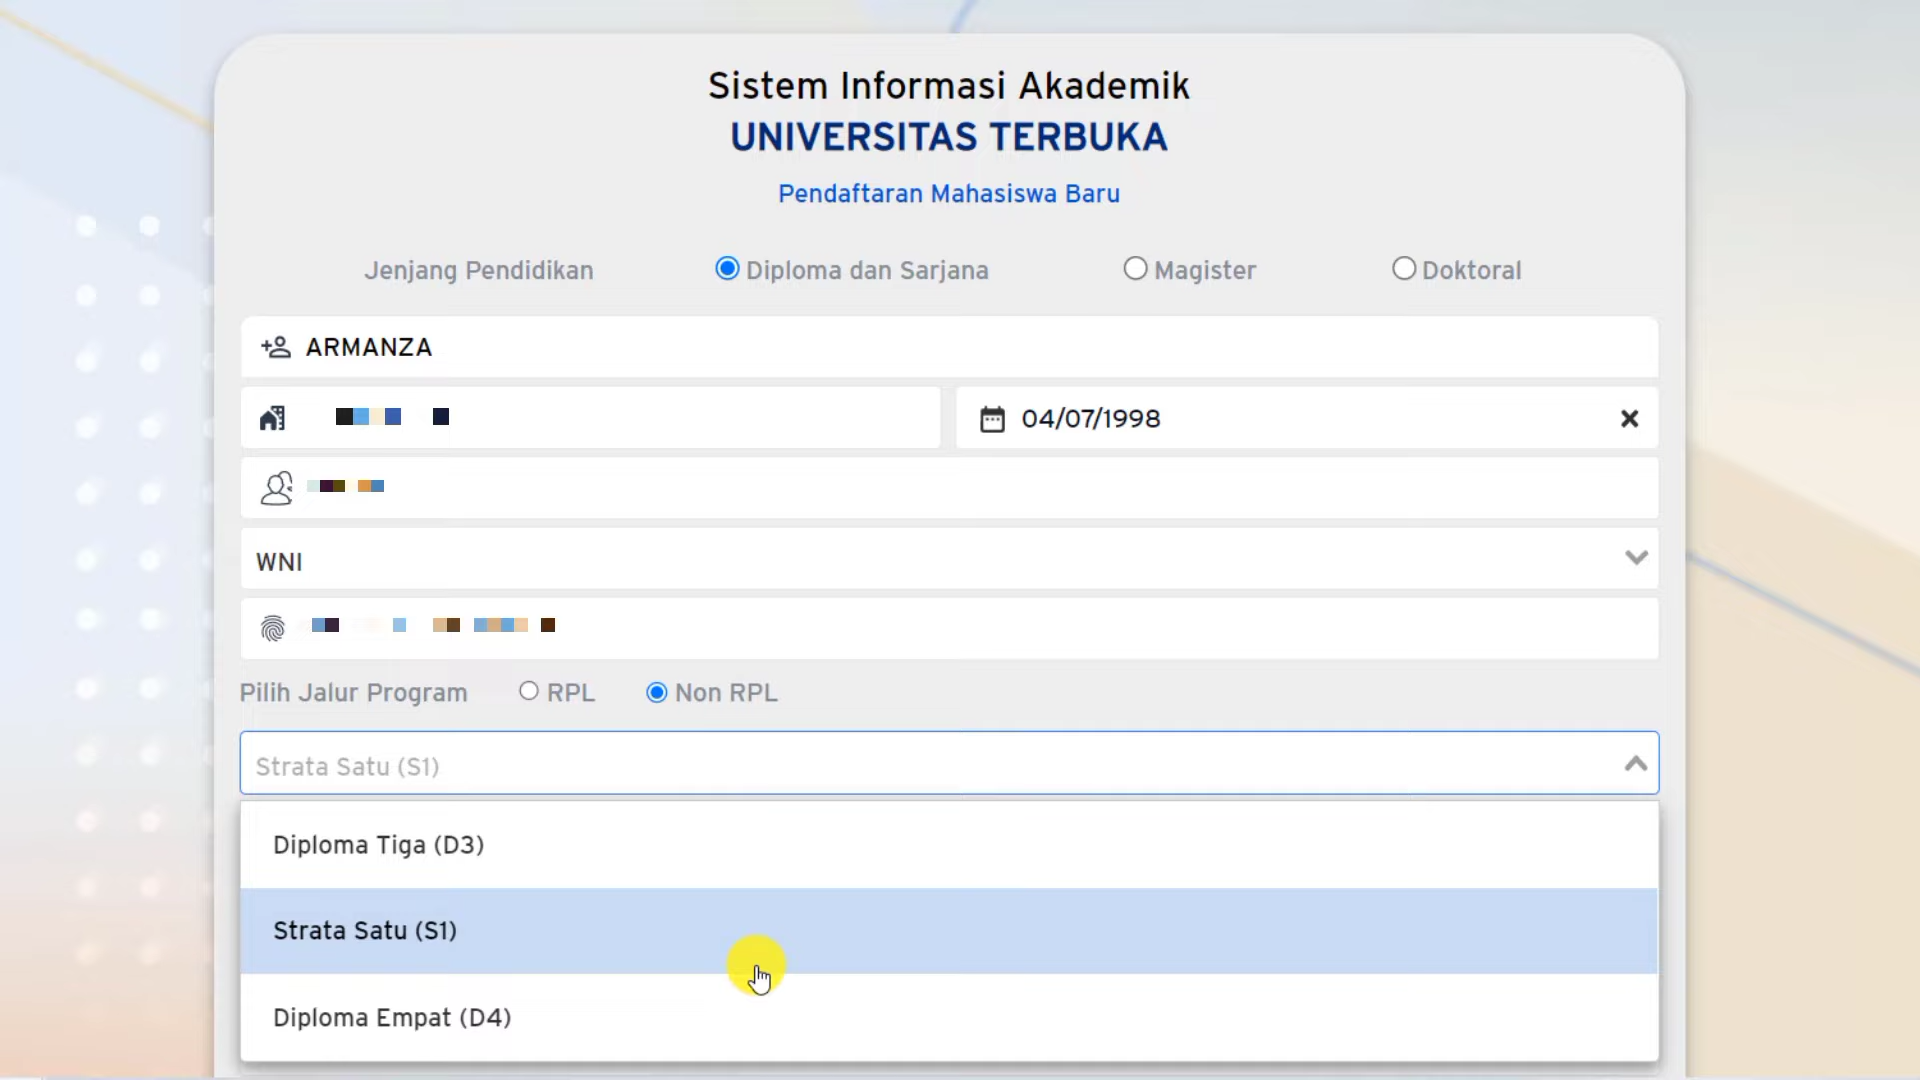 Sistem Informasi Akademik
UNIVERSITAS TERBUKA
Pendaftaran Mahasiswa Baru
Jenjang Pendidikan Diploma dan Sarjana Magister Doktoral
ARMANZA
04/07/1998
WNI
Pilih Jalur Program RPL Non RPL
Strata Satu (S1)
Diploma Tiga (D3)
Strata Satu (S1)
Diploma Empat (D4)